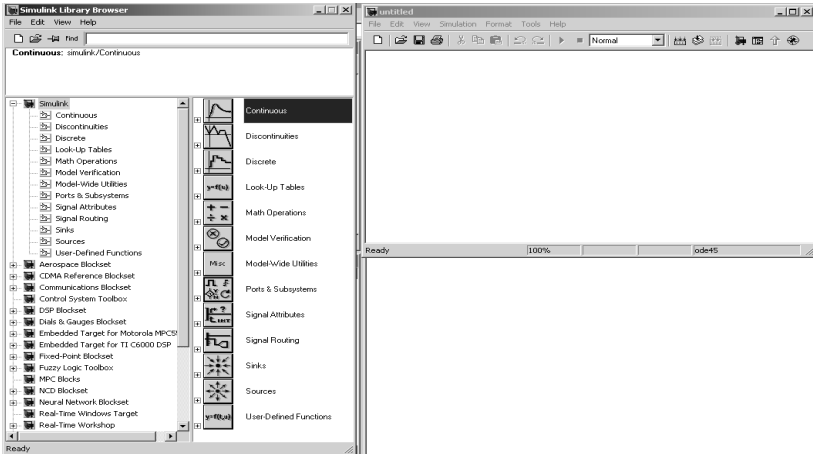 Simulink Library Browser
File Edit View Help
Find
Continuous: simulink/Continuous
Simulink
Continuous
Discontinuities
Discrete
Look-Up Tables
Math Operations
Model Verification
Model-Wide Utilities
Ports & Subsystems
Signal Attributes
Signal Routing
Sinks
Sources
User-Defined Functions
Aerospace Blockset
CDMA Reference Blockset
Communications Blockset
Control System Toolbox
DSP Blockset
Dials & Gauges Blockset
Embedded Target for Motorola MPC5
Embedded Target for TI C6000 DSP
Fixed-Point Blockset
Fuzzy Logic Toolbox
MPC Blocks
NCD Blockset
Neural Network Blockset
Real-Time Windows Target
Real-Time Workshop
Continuous
Discontinuities
Discrete
y=f(u) Look-Up Tables
Math Operations
Model Verification
Misc Model-Wide Utilities
Ports & Subsystems
Signal Attributes
Signal Routing
Sinks
Sources
y=f(t,u) User-Defined Functions
Ready
untitled
File Edit View Simulation Format Tools Help
Normal
Ready 100% ode45